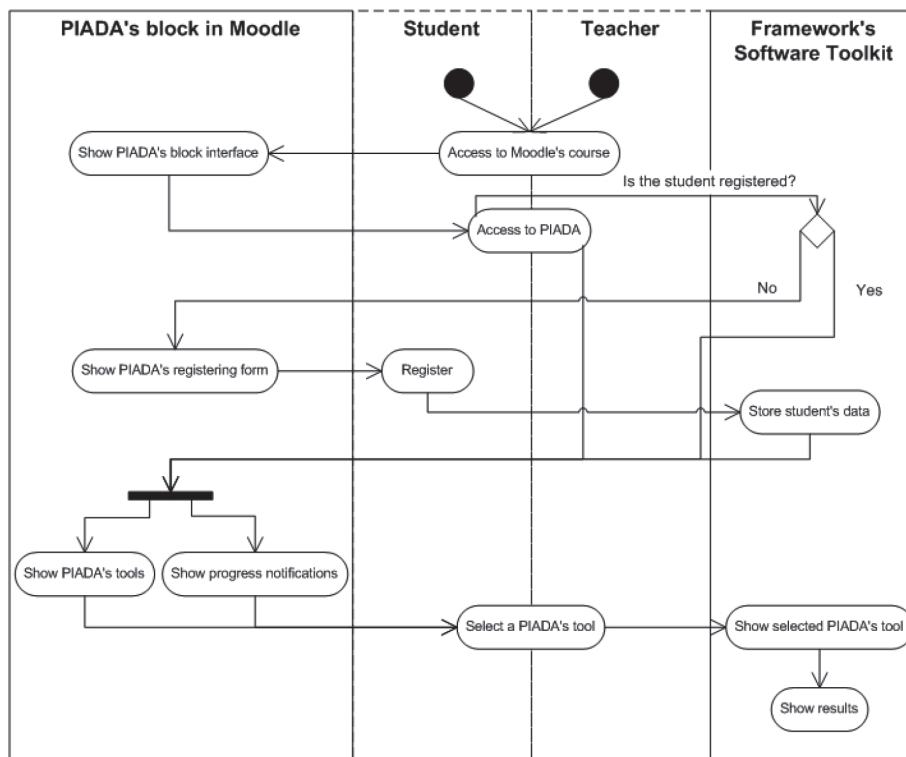 PIADA's block in Moodle
Student
Teacher
Framework's
Software Toolkit
Show PIADA's block interface
Access to Moodle's course
Is the student registered?
Access to PIADA
No
Yes
Show PIADA's registering form
Register
Store student's data
Show PIADA's tools
Show progress notifications
Select a PIADA's tool
Show selected PIADA's tool
Show results